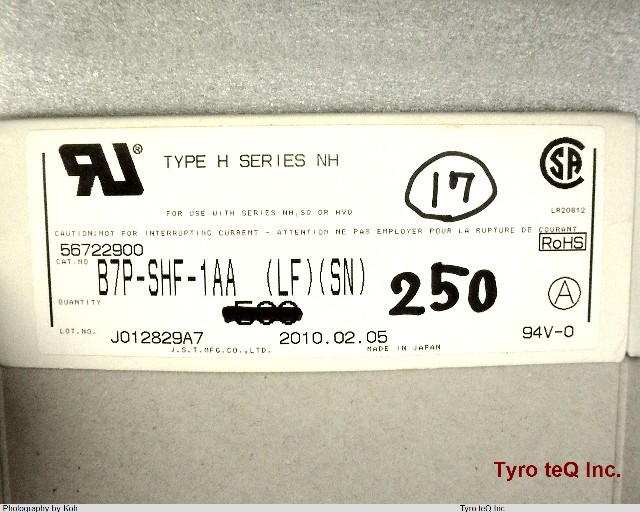 TYPE H SERIES NH
17
LR20812
FOR USE WITH SERIES NH,SD OR HVQ
CAUTION:NOT FOR INTERRUPTING CURRENT - ATTENTION NE PAS EMPLOYER POUR LA RUPTURE DE COURANT
56722900
RoHS
CAT.NO B7P-SHF-1AA (LF)(SN)
250
QUANTITY 500
A
LOT.NO. J012829A7 2010.02.05 94V-0
J.S.T.MFG.CO.,LTD. MADE IN JAPAN
Tyro teQ Inc.
Photography by Koh Tyro teQ Inc